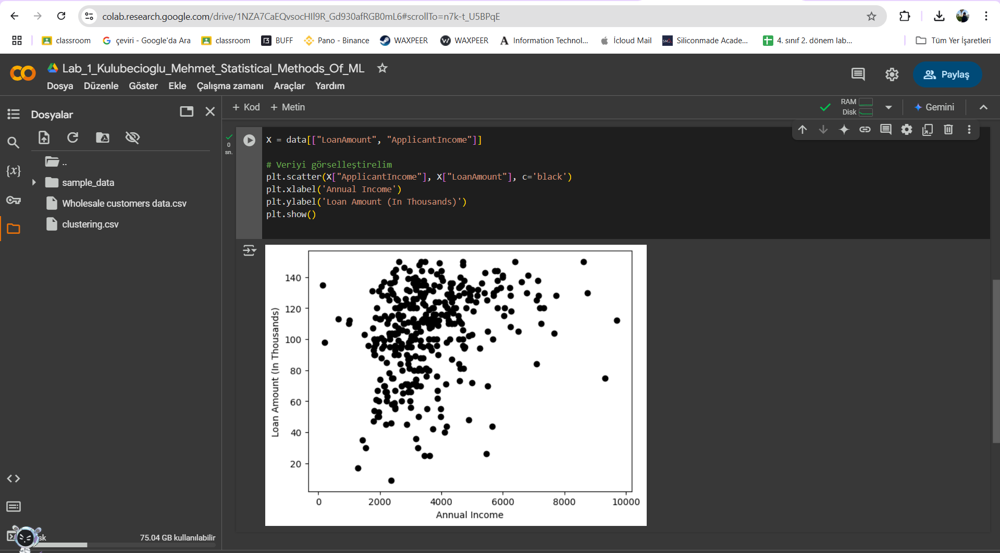 colab.research.google.com/drive/1NZA7CaEQvsocHIl9R_Gd930afRGB0mL6#scrollTo=n7k-t_U5BPqE
classroom
çeviri - Google'da Ara
classroom
BUFF
Pano - Binance
WAXPEER
WAXPEER
Information Technol...
İcloud Mail
Siliconmade Acade...
4. sınıf 2. dönem lab...
Tüm Yer İşaretleri
Lab_1_Kulubecioglu_Mehmet_Statistical_Methods_Of_ML
Dosya Düzenle Göster Ekle Çalışma zamanı Araçlar Yardım
Paylaş
Dosyalar
+ Kod + Metin
RAM
Disk
Gemini
..
sample_data
Wholesale customers data.csv
clustering.csv
0
sn.
X = data[["LoanAmount", "ApplicantIncome"]]
# Veriyi görselleştirelim
plt.scatter(X["ApplicantIncome"], X["LoanAmount"], c='black')
plt.xlabel('Annual Income')
plt.ylabel('Loan Amount (In Thousands)')
plt.show()
Loan Amount (In Thousands)
140
120
100
80
60
40
20
0 2000 4000 6000 8000 10000
Annual Income
75.04 GB kullanılabilir